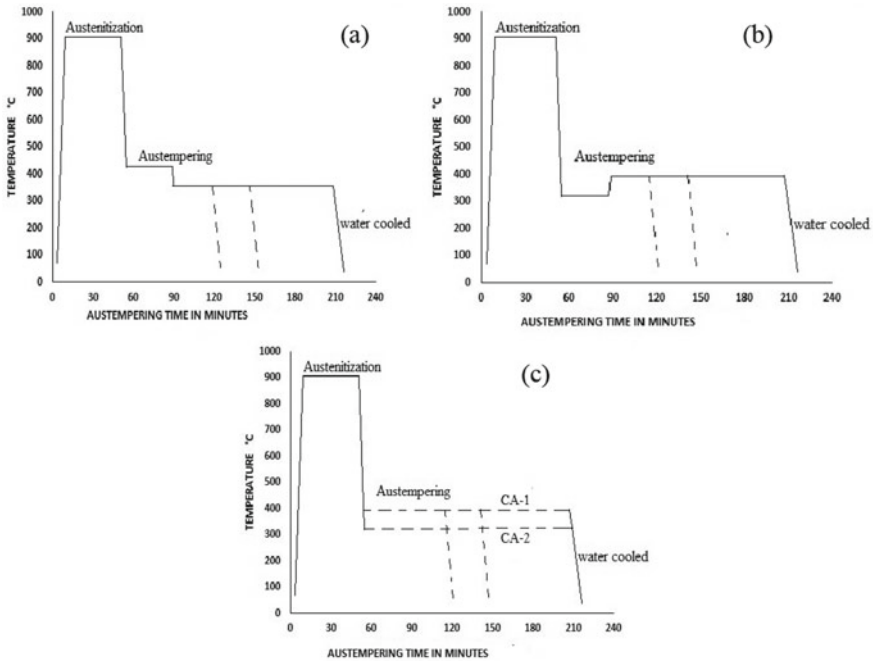 (a)
TEMPERATURE °C
1000
900
800
700
600
500
400
300
200
100
0
Austenitization
Austempering
water cooled
0 30 60 90 120 150 180 210 240
AUSTEMPERING TIME IN MINUTES
(b)
TEMPERATURE °C
1000
900
800
700
600
500
400
300
200
100
0
Austenitization
Austempering
water cooled
0 30 60 90 120 150 180 210 240
AUSTEMPERING TIME IN MINUTES
(c)
TEMPERATURE °C
1000
900
800
700
600
500
400
300
200
100
0
Austenitization
Austempering
CA-1
CA-2
water cooled
0 30 60 90 120 150 180 210 240
AUSTEMPERING TIME IN MINUTES